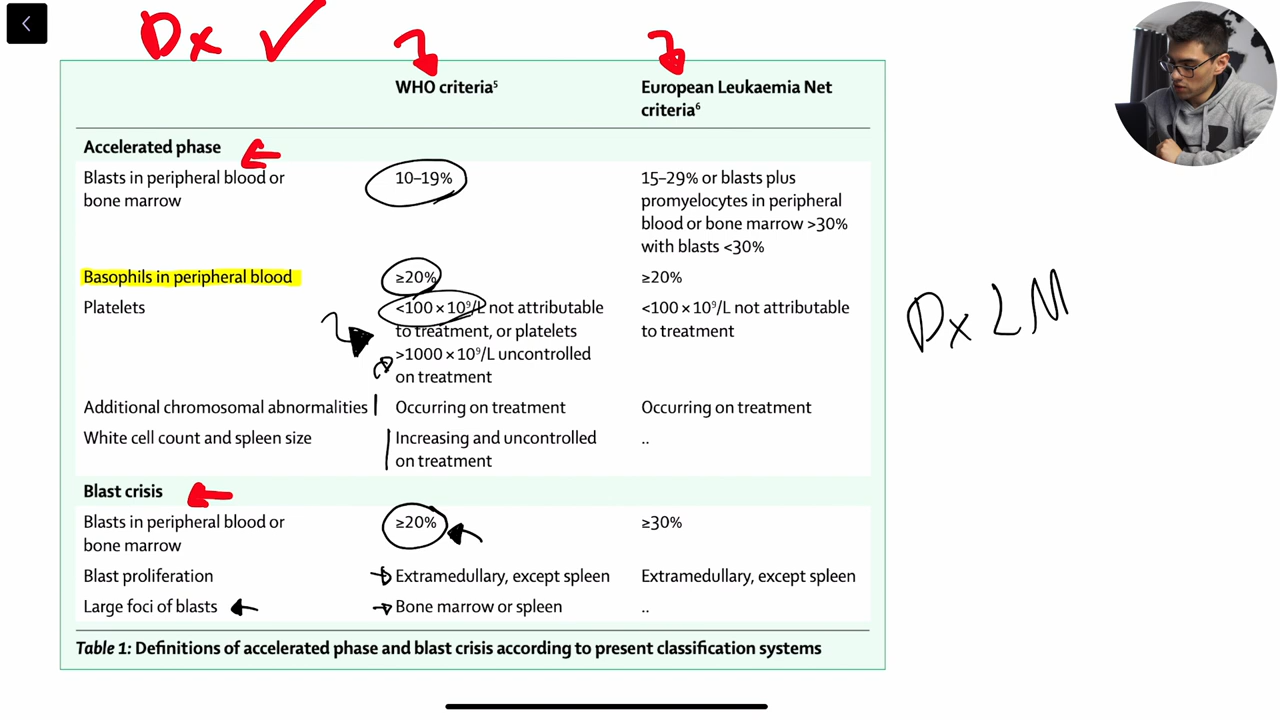 Dx ✓
WHO criteria⁵ European Leukaemia Net
criteria⁶
Accelerated phase
Blasts in peripheral blood or 10–19% 15–29% or blasts plus
bone marrow promyelocytes in peripheral
blood or bone marrow >30%
with blasts <30%
Basophils in peripheral blood ≥20% ≥20%
Platelets <100 × 10⁹/L not attributable <100 × 10⁹/L not attributable
to treatment, or platelets to treatment
>1000 × 10⁹/L uncontrolled
on treatment
Dx LM
Additional chromosomal abnormalities Occurring on treatment Occurring on treatment
White cell count and spleen size Increasing and uncontrolled ..
on treatment
Blast crisis
Blasts in peripheral blood or ≥20% ≥30%
bone marrow
Blast proliferation Extramedullary, except spleen Extramedullary, except spleen
Large foci of blasts Bone marrow or spleen ..
Table 1: Definitions of accelerated phase and blast crisis according to present classification systems